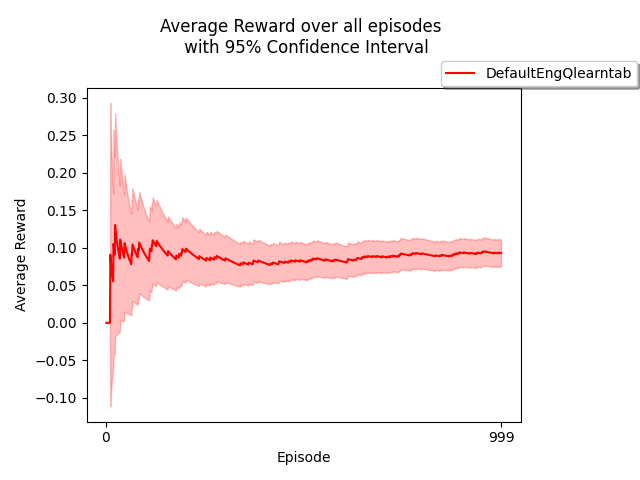 Average Reward over all episodes
with 95% Confidence Interval
DefaultEngQlearntab
0.30
0.25
0.20
0.15
0.10
0.05
0.00
−0.05
−0.10
Average Reward
0
999
Episode